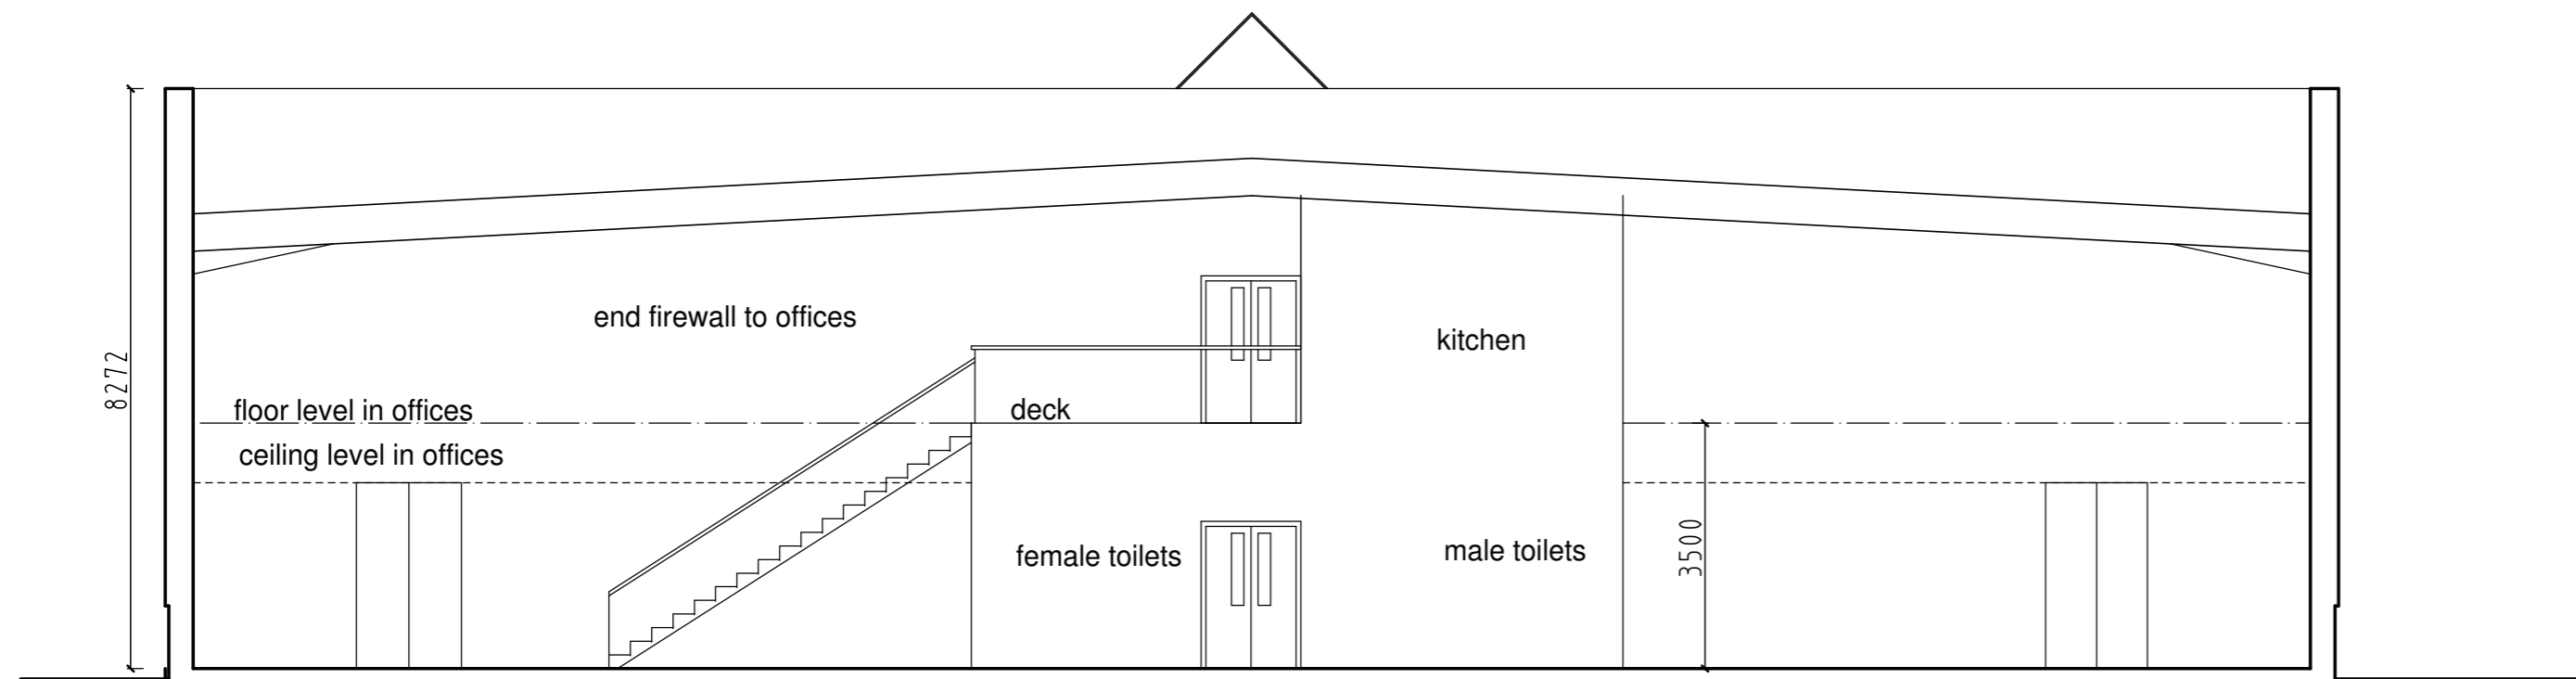 end firewall to offices
kitchen
8272
floor level in offices
deck
ceiling level in offices
3500
female toilets
male toilets